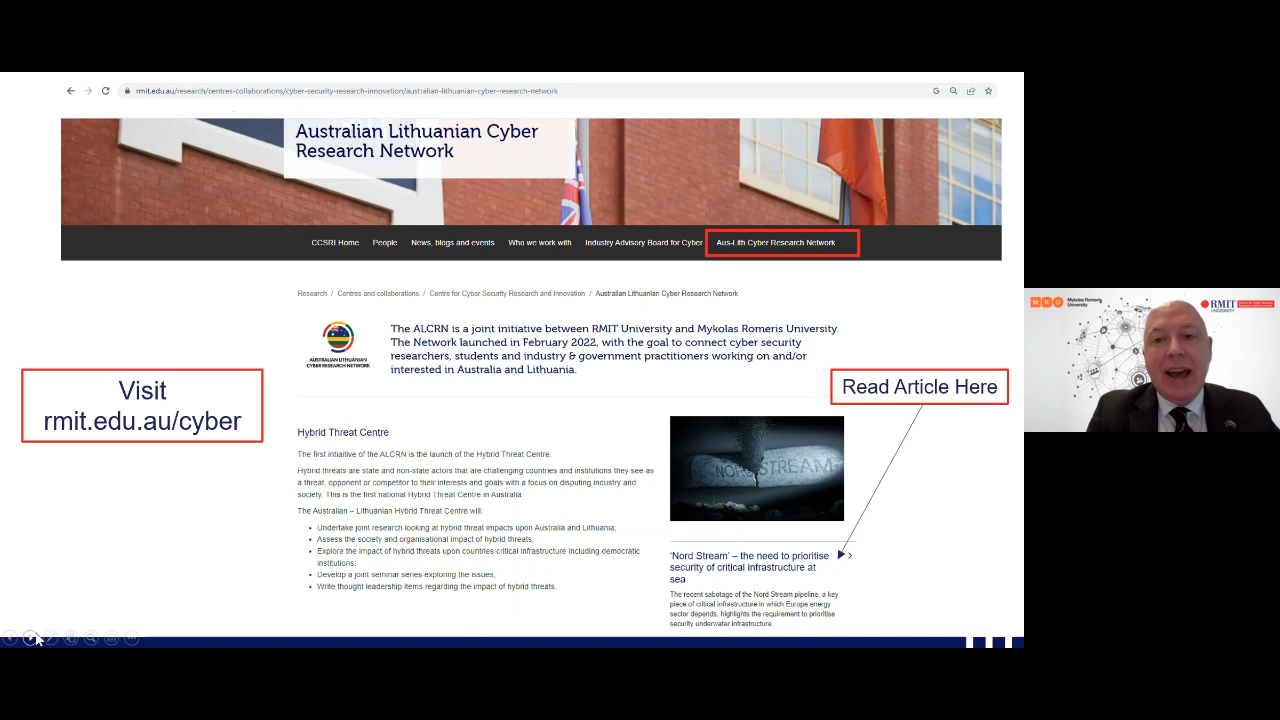 rmit.edu.au/research/centres-collaborations/cyber-security-research-innovation/australian-lithuanian-cyber-research-network
Australian Lithuanian Cyber
Research Network
CCSRI Home People News, blogs and events Who we work with Industry Advisory Board for Cyber Aus-Lith Cyber Research Network
Research / Centres and collaborations / Centre for Cyber Security Research and Innovation / Australian Lithuanian Cyber Research Network
AUSTRALIAN LITHUANIAN
CYBER RESEARCH NETWORK
The ALCRN is a joint initiative between RMIT University and Mykolas Romeris University.
The Network launched in February 2022, with the goal to connect cyber security
researchers, students and industry & government practitioners working on and/or
interested in Australia and Lithuania.
Visit
rmit.edu.au/cyber
Read Article Here
Hybrid Threat Centre
The first intiaitive of the ALCRN is the launch of the Hybrid Threat Centre.
Hybrid threats are state and non-state actors that are challenging countries and institutions they see as
a threat, opponent or competitor to their interests and goals with a focus on disputing industry and
society. This is the first national Hybrid Threat Centre in Australia.
The Australian – Lithuanian Hybrid Threat Centre will:
• Undertake joint research looking at hybrid threat impacts upon Australia and Lithuania;
• Assess the society and organisational impact of hybrid threats;
• Explore the impact of hybrid threats upon countries critical infrastructure including democratic
institutions;
• Develop a joint seminar series exploring the issues;
• Write thought leadership items regarding the impact of hybrid threats.
NORD STREAM
'Nord Stream' – the need to prioritise
security of critical infrastructure at
sea
The recent sabotage of the Nord Stream pipeline, a key
piece of critical infrastructure in which Europe energy
sector depends, highlights the requirement to prioritise
security underwater infrastructure.
MRU
Mykolas Romeris
University
RMIT
UNIVERSITY